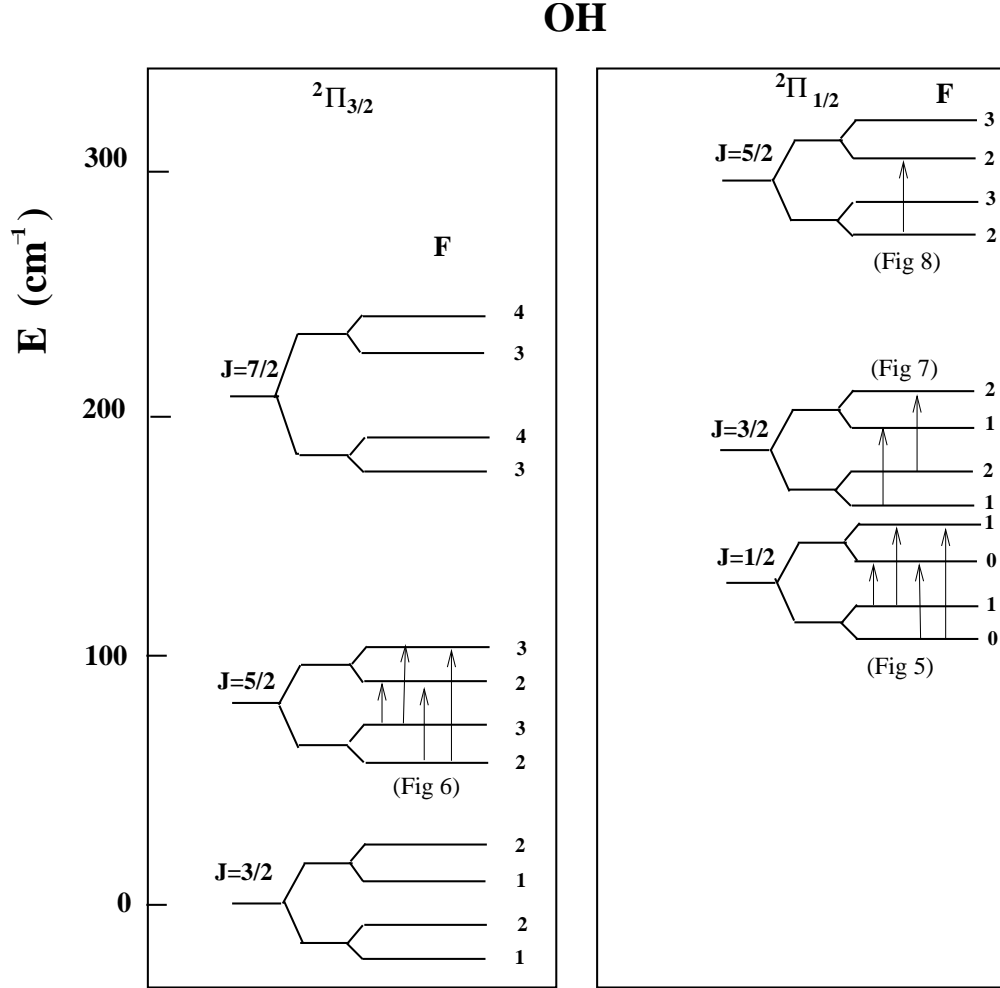 OH
E (cm⁻¹)
300
200
100
0
²Π₃/₂
F
J=7/2
4
3
4
3
J=5/2
3
2
3
2
(Fig 6)
J=3/2
2
1
2
1
²Π₁/₂
F
J=5/2
3
2
3
2
(Fig 8)
(Fig 7)
J=3/2
2
1
2
1
J=1/2
1
0
1
0
(Fig 5)